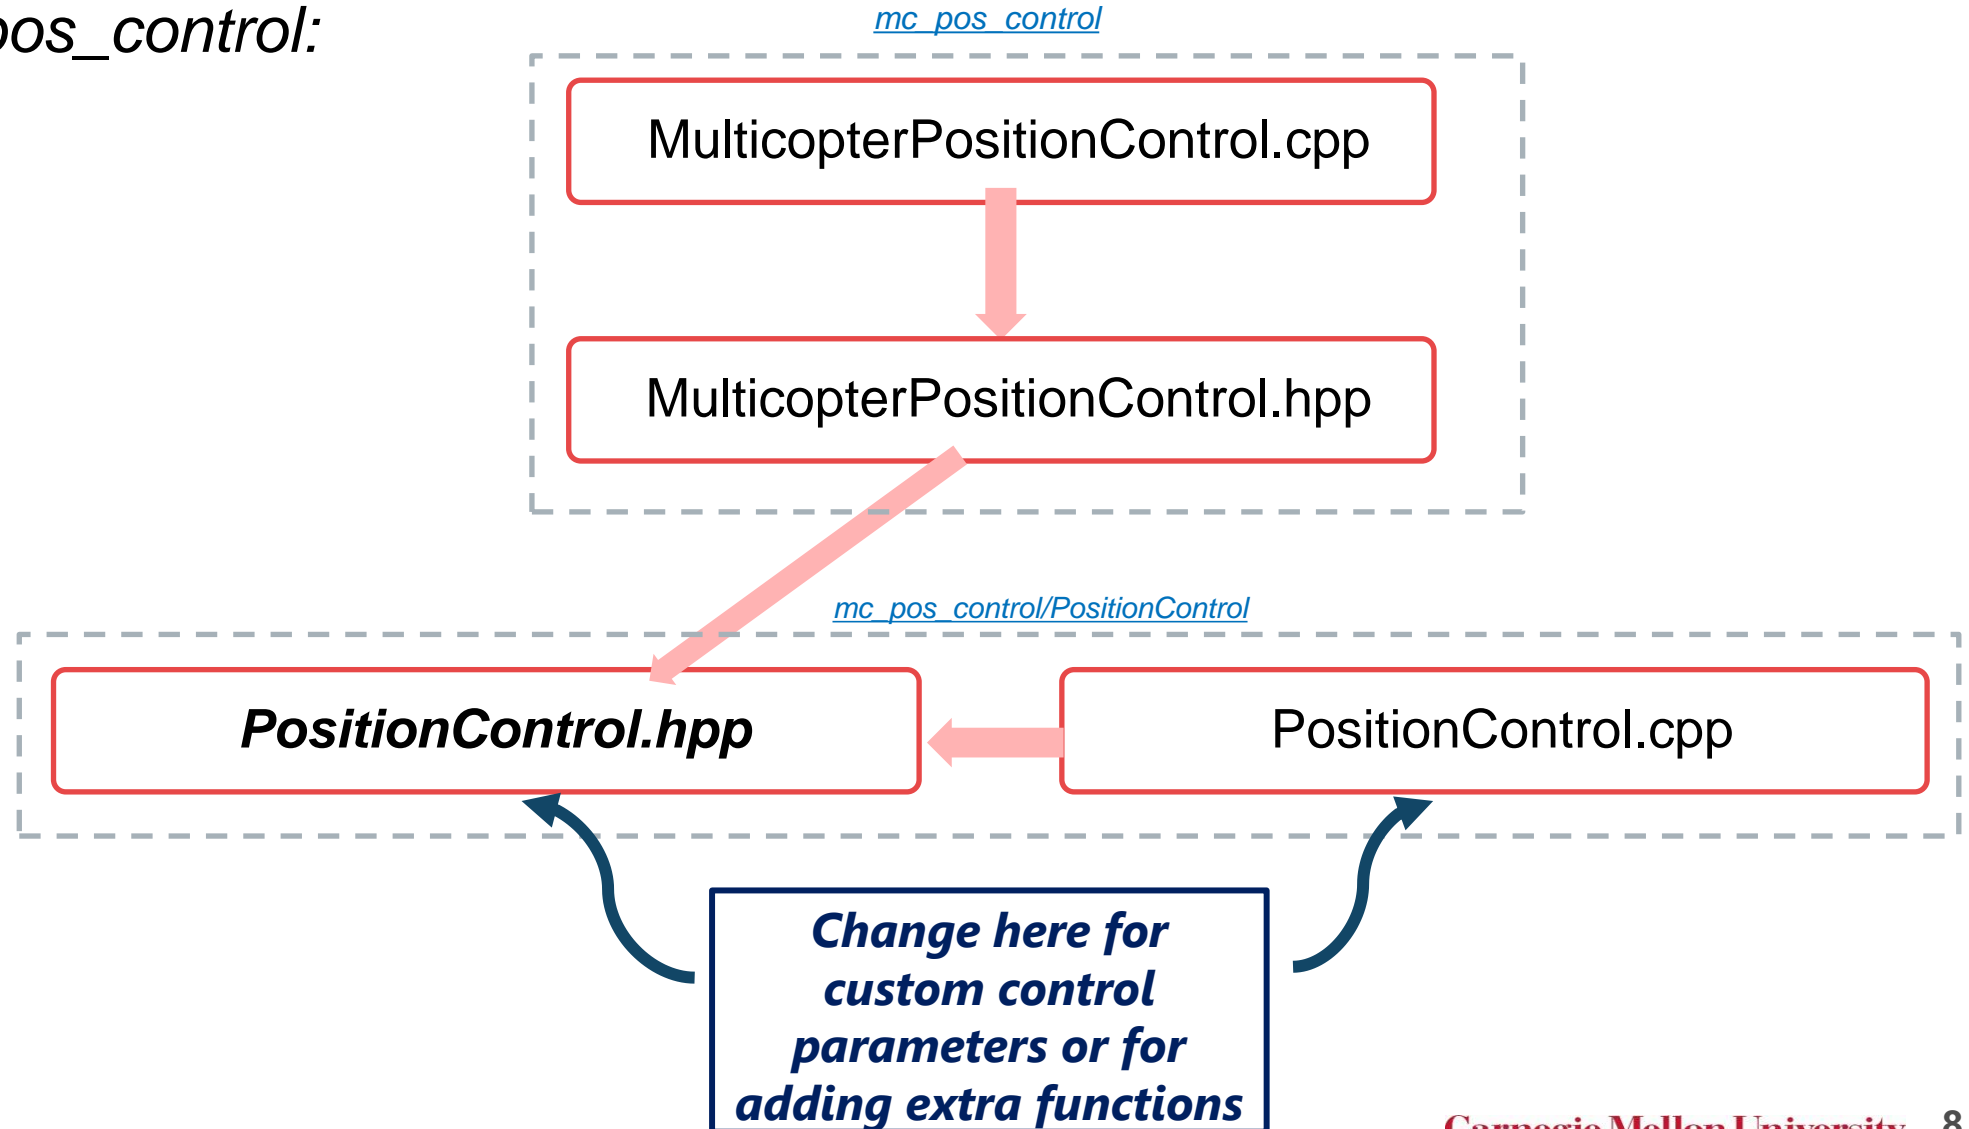 pos_control:
mc_pos_control
MulticopterPositionControl.cpp
MulticopterPositionControl.hpp
mc_pos_control/PositionControl
PositionControl.hpp
PositionControl.cpp
Change here for
custom control
parameters or for
adding extra functions
Carnegie Mellon University 8